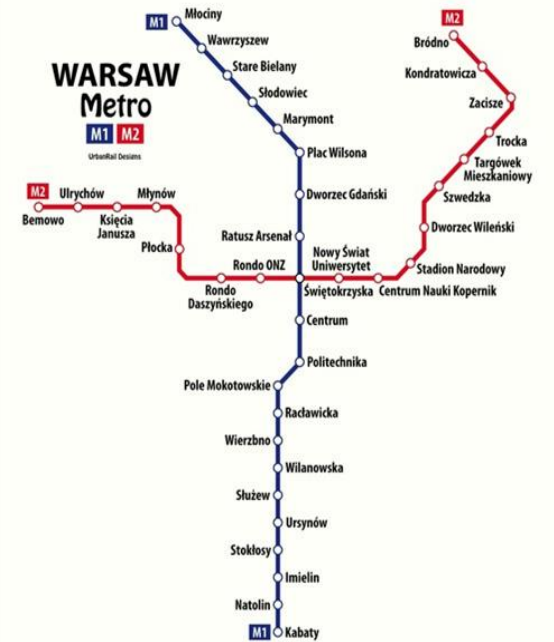 M1
Młociny
Wawrzyszew
Stare Bielany
Słodowiec
Marymont
Plac Wilsona
Dworzec Gdański
Ratusz Arsenał
WARSAW
Metro
M1 M2
UrbanRail Designs
M2
Bródno
Kondratowicza
Zacisze
Trocka
Targówek
Mieszkaniowy
Szwedzka
Dworzec Wileński
Stadion Narodowy
Centrum Nauki Kopernik
Nowy Świat
Uniwersytet
Świętokrzyska
Rondo ONZ
Rondo
Daszyńskiego
Płocka
Młynów
Księcia
Janusza
Ulrychów
Bemowo
M2
Centrum
Politechnika
Pole Mokotowskie
Racławicka
Wierzbno
Wilanowska
Służew
Ursynów
Stokłosy
Imielin
Natolin
M1
Kabaty